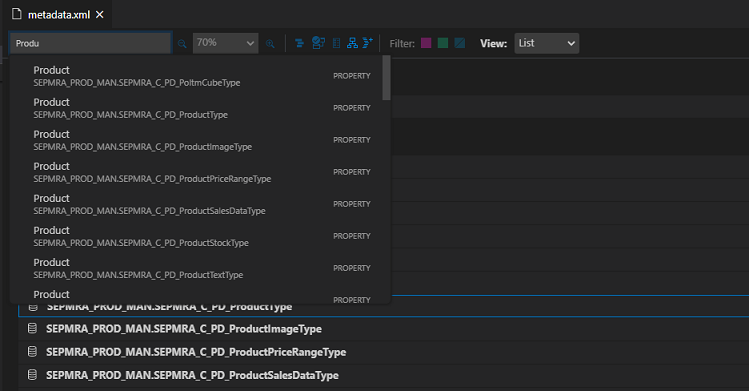 metadata.xml
Produ
70%
Filter:
View:
List
Product
SEPMRA_PROD_MAN.SEPMRA_C_PD_PoItmCubeType
PROPERTY
Product
SEPMRA_PROD_MAN.SEPMRA_C_PD_ProductType
PROPERTY
Product
SEPMRA_PROD_MAN.SEPMRA_C_PD_ProductImageType
PROPERTY
Product
SEPMRA_PROD_MAN.SEPMRA_C_PD_ProductPriceRangeType
PROPERTY
Product
SEPMRA_PROD_MAN.SEPMRA_C_PD_ProductSalesDataType
PROPERTY
Product
SEPMRA_PROD_MAN.SEPMRA_C_PD_ProductStockType
PROPERTY
Product
SEPMRA_PROD_MAN.SEPMRA_C_PD_ProductTextType
PROPERTY
Product
PROPERTY
SEPMRA_PROD_MAN.SEPMRA_C_PD_ProductType
SEPMRA_PROD_MAN.SEPMRA_C_PD_ProductImageType
SEPMRA_PROD_MAN.SEPMRA_C_PD_ProductPriceRangeType
SEPMRA_PROD_MAN.SEPMRA_C_PD_ProductSalesDataType